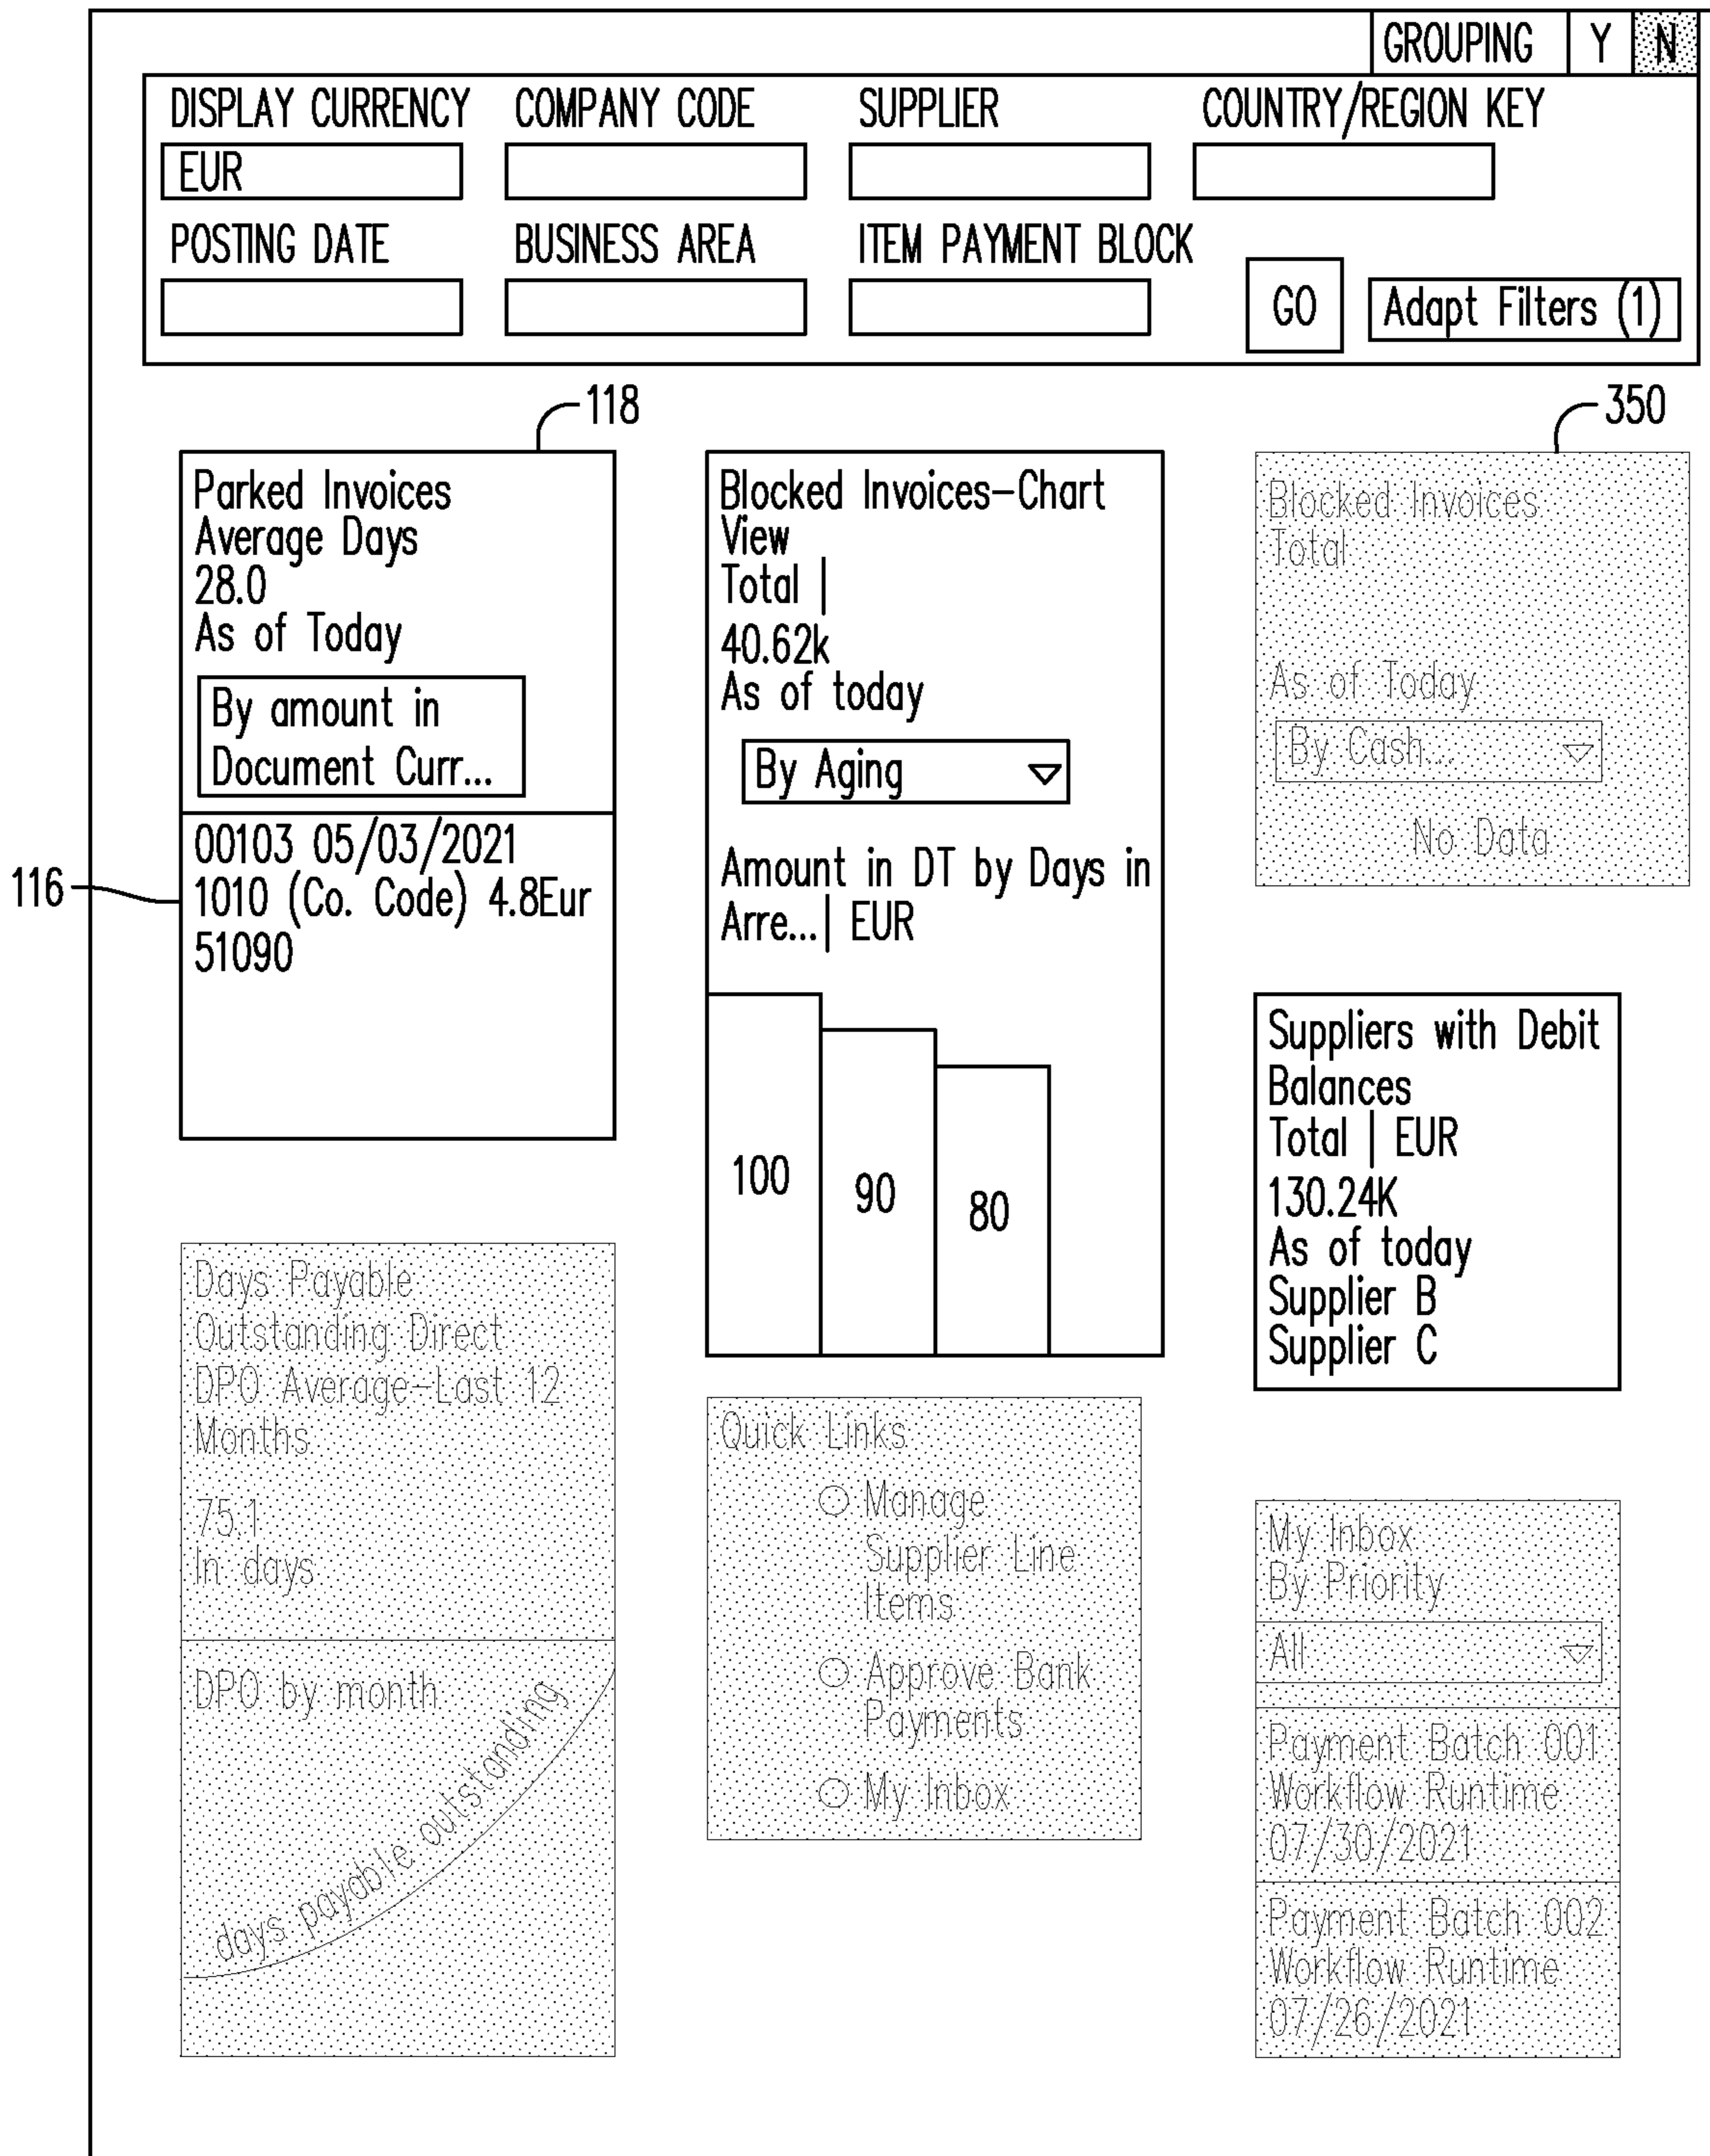 GROUPING Y N
DISPLAY CURRENCY COMPANY CODE SUPPLIER COUNTRY/REGION KEY
EUR
POSTING DATE BUSINESS AREA ITEM PAYMENT BLOCK
GO Adapt Filters (1)
118
350
116
Parked Invoices
Average Days
28.0
As of Today
By amount in
Document Curr...
00103 05/03/2021
1010 (Co. Code) 4.8Eur
51090
Blocked Invoices-Chart
View
Total |
40.62k
As of today
By Aging
Amount in DT by Days in
Arre...| EUR
100
90
80
Blocked Invoices
Total
As of Today
By Cash...
No Data
Suppliers with Debit
Balances
Total | EUR
130.24K
As of today
Supplier B
Supplier C
Days Payable
Outstanding Direct
DPO Average-Last 12
Months
75.1
in days
DPO by month
days payable outstanding
Quick Links
Manage
Supplier Line
Items
Approve Bank
Payments
My Inbox
My Inbox
By Priority
All
Payment Batch 001
Workflow Runtime
07/30/2021
Payment Batch 002
Workflow Runtime
07/26/2021